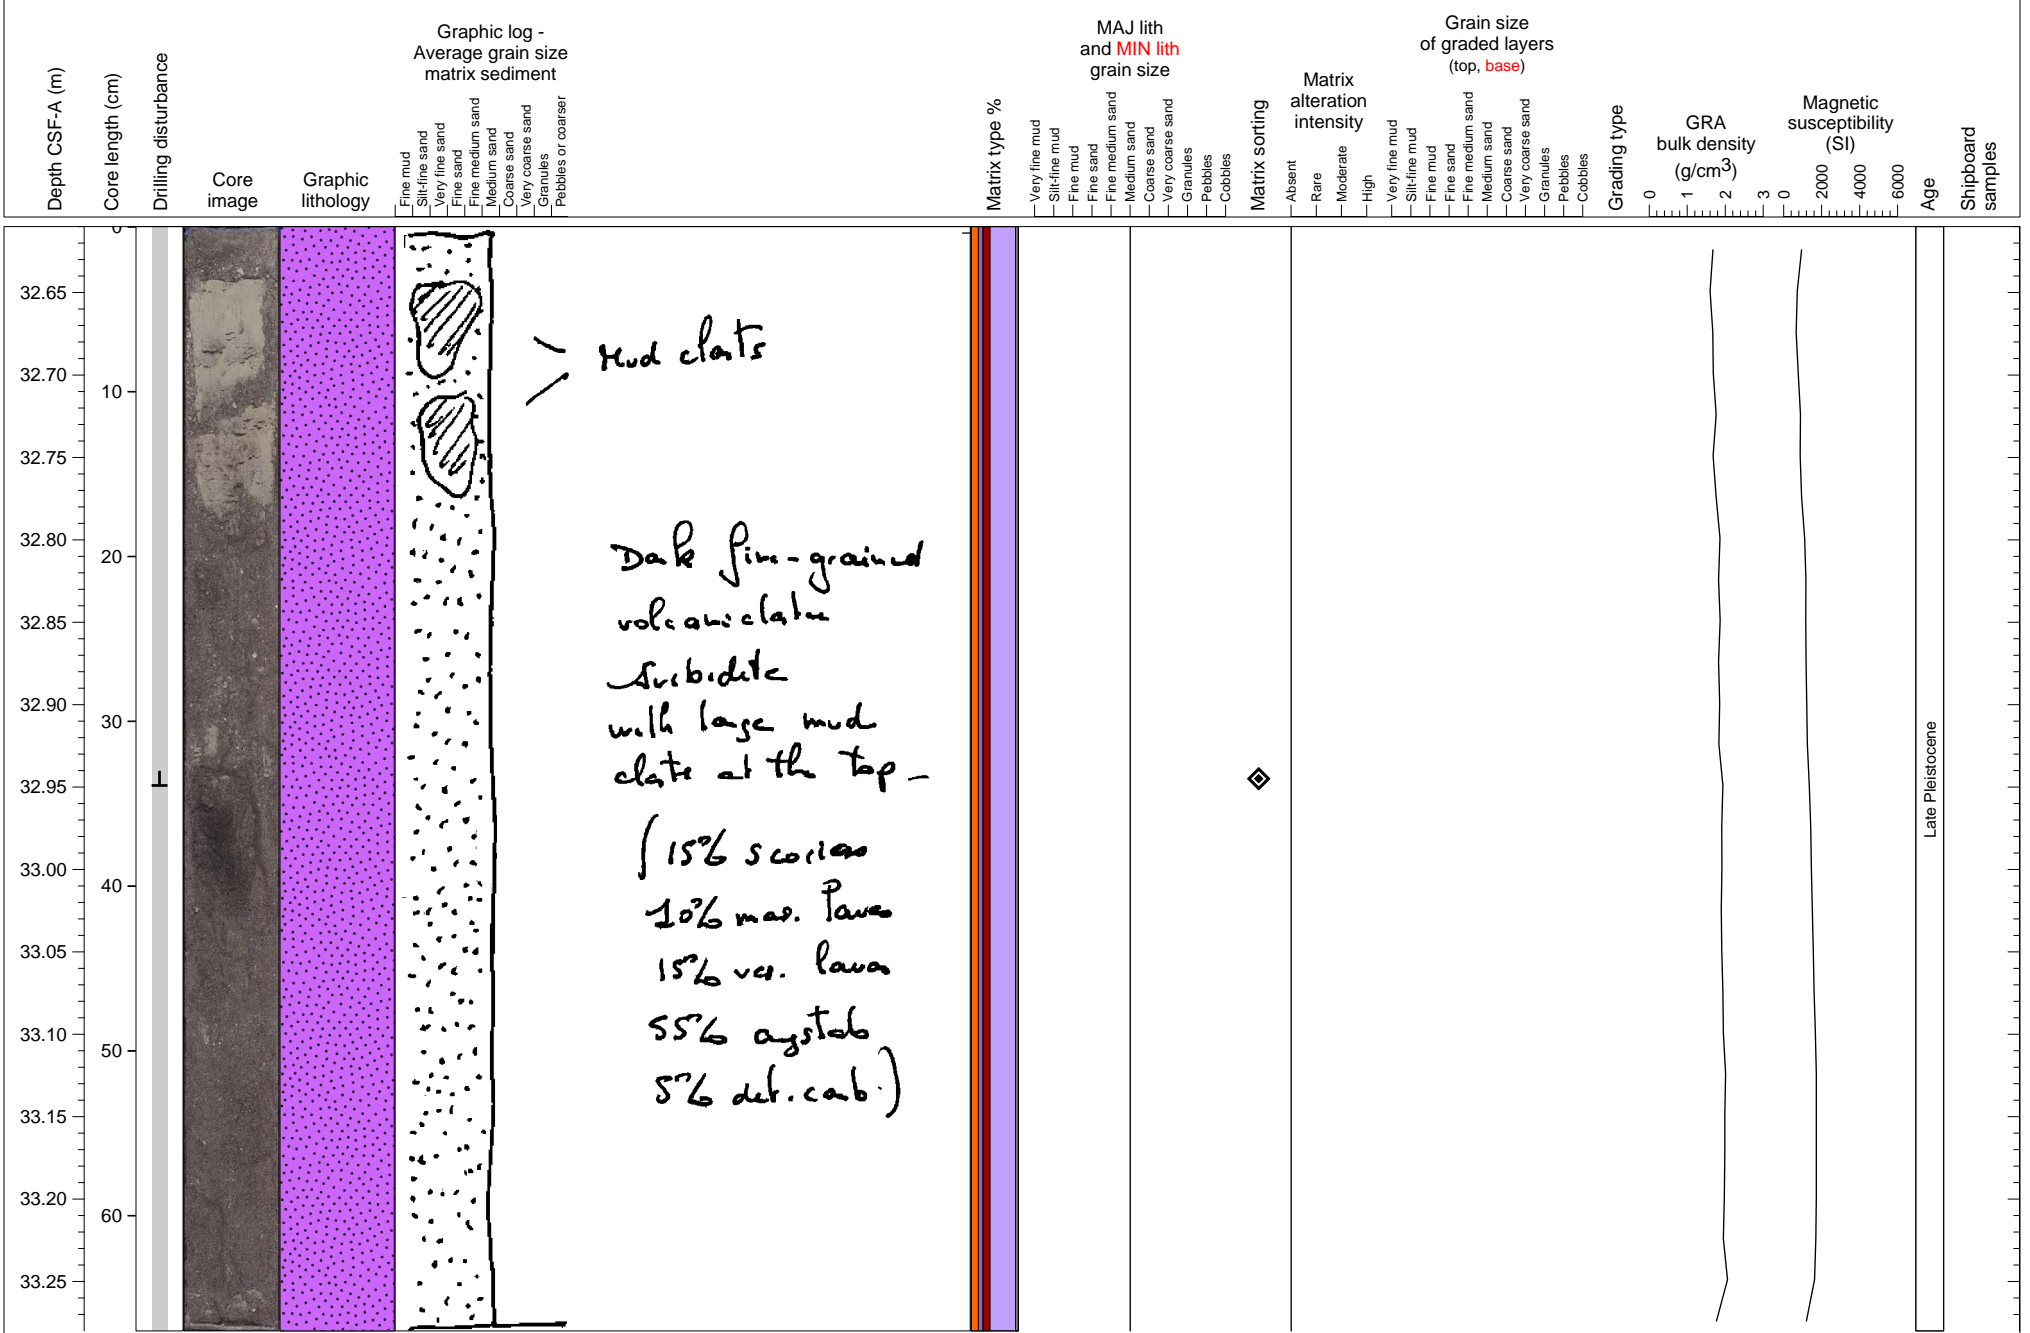 Depth CSF-A (m)
Core length (cm)
Drilling disturbance
Core
image
Graphic
lithology
Graphic log -
Average grain size
matrix sediment
Fine mud
Silt-fine sand
Very fine sand
Fine sand
Fine medium sand
Medium sand
Coarse sand
Very coarse sand
Granules
Pebbles or coarser
Matrix type %
MAJ lith
and MIN lith
grain size
Very fine mud
Silt-fine mud
Fine mud
Fine sand
Fine medium sand
Medium sand
Coarse sand
Very coarse sand
Granules
Pebbles
Cobbles
Matrix sorting
Matrix
alteration
intensity
Absent
Rare
Moderate
High
Grain size
of graded layers
(top, base)
Very fine mud
Silt-fine mud
Fine mud
Fine sand
Fine medium sand
Medium sand
Coarse sand
Very coarse sand
Granules
Pebbles
Cobbles
Grading type
GRA
bulk density
(g/cm3)
0 1 2 3
Magnetic
susceptibility
(SI)
0 2000 4000 6000
Age
Shipboard
samples
0
32.65
32.70
10
32.75
32.80
20
32.85
32.90
30
32.95
33.00
40
33.05
33.10
50
33.15
33.20
60
33.25
Mud clasts
Dark fine-grained
volcaniclastic
turbidite
with large mud
clasts at the top -
(15% scorias
10% mas. lavas
15% ves. lavas
55% crystals
5% det. carb.)
Late Pleistocene